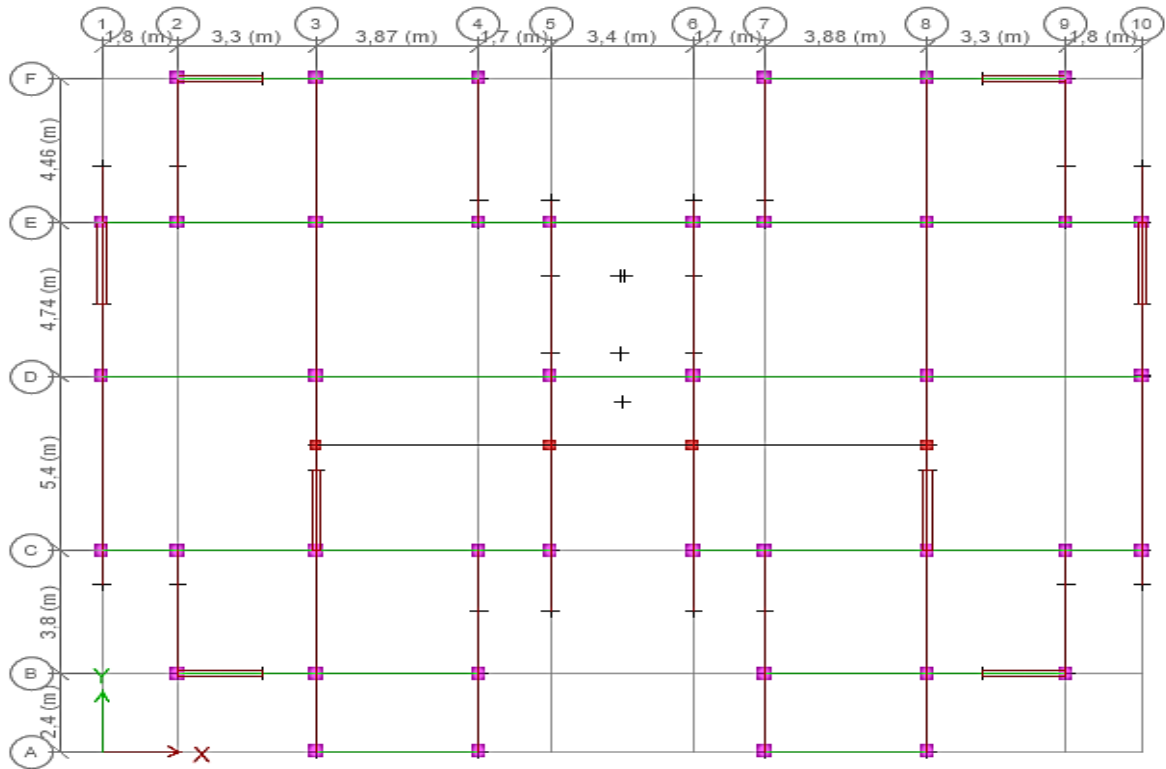 1 2 3 4 5 6 7 8 9 10
1,8 (m) 3,3 (m) 3,87 (m) 1,7 (m) 3,4 (m) 1,7 (m) 3,88 (m) 3,3 (m) 1,8 (m)
F
4,46 (m)
E
4,74 (m)
D
5,4 (m)
C
3,8 (m)
B
Y
2,4 (m)
A
X